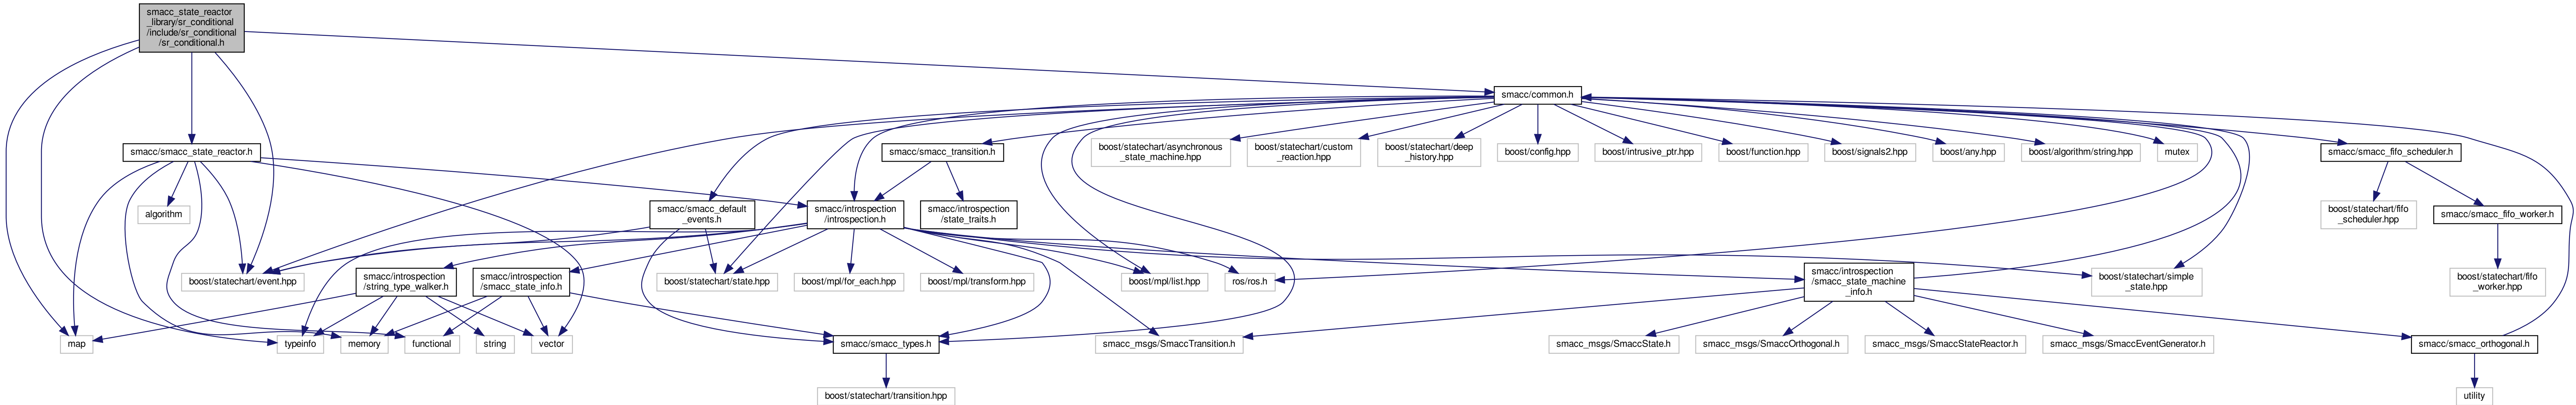 smacc_state_reactor
_library/sr_conditional
/include/sr_conditional
/sr_conditional.h
smacc/common.h
smacc/smacc_state_reactor.h
smacc/smacc_transition.h
boost/statechart/asynchronous
_state_machine.hpp
boost/statechart/custom
_reaction.hpp
boost/statechart/deep
_history.hpp
boost/config.hpp
boost/intrusive_ptr.hpp
boost/function.hpp
boost/signals2.hpp
boost/any.hpp
boost/algorithm/string.hpp
mutex
smacc/smacc_fifo_scheduler.h
algorithm
smacc/smacc_default
_events.h
smacc/introspection
/introspection.h
smacc/introspection
/state_traits.h
boost/statechart/fifo
_scheduler.hpp
smacc/smacc_fifo_worker.h
boost/statechart/event.hpp
smacc/introspection
/string_type_walker.h
smacc/introspection
/smacc_state_info.h
boost/statechart/state.hpp
boost/mpl/for_each.hpp
boost/mpl/transform.hpp
boost/mpl/list.hpp
ros/ros.h
smacc/introspection
/smacc_state_machine
_info.h
boost/statechart/simple
_state.hpp
boost/statechart/fifo
_worker.hpp
map
typeinfo
memory
functional
string
vector
smacc/smacc_types.h
smacc_msgs/SmaccTransition.h
smacc_msgs/SmaccState.h
smacc_msgs/SmaccOrthogonal.h
smacc_msgs/SmaccStateReactor.h
smacc_msgs/SmaccEventGenerator.h
smacc/smacc_orthogonal.h
boost/statechart/transition.hpp
utility